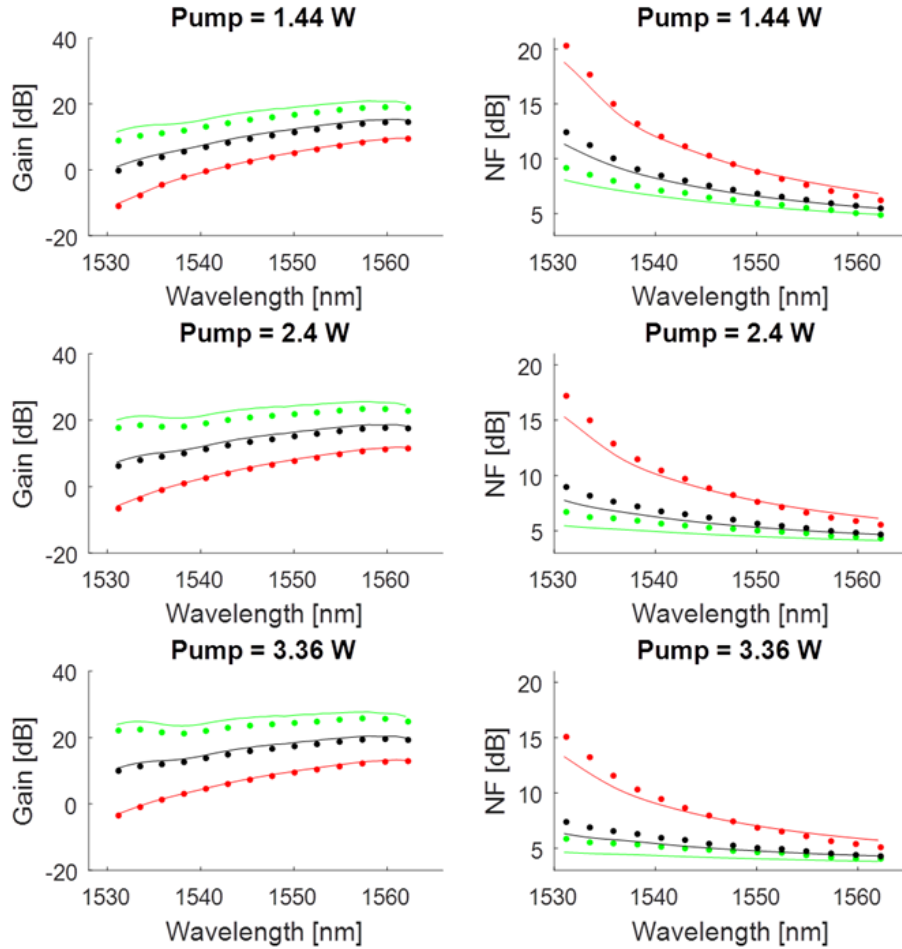 Pump = 1.44 W
Pump = 1.44 W
40
20
0
-20
Gain [dB]
1530 1540 1550 1560
Wavelength [nm]
20
15
10
5
NF [dB]
1530 1540 1550 1560
Wavelength [nm]
Pump = 2.4 W
Pump = 2.4 W
40
20
0
-20
Gain [dB]
1530 1540 1550 1560
Wavelength [nm]
20
15
10
5
NF [dB]
1530 1540 1550 1560
Wavelength [nm]
Pump = 3.36 W
Pump = 3.36 W
40
20
0
-20
Gain [dB]
1530 1540 1550 1560
Wavelength [nm]
20
15
10
5
NF [dB]
1530 1540 1550 1560
Wavelength [nm]